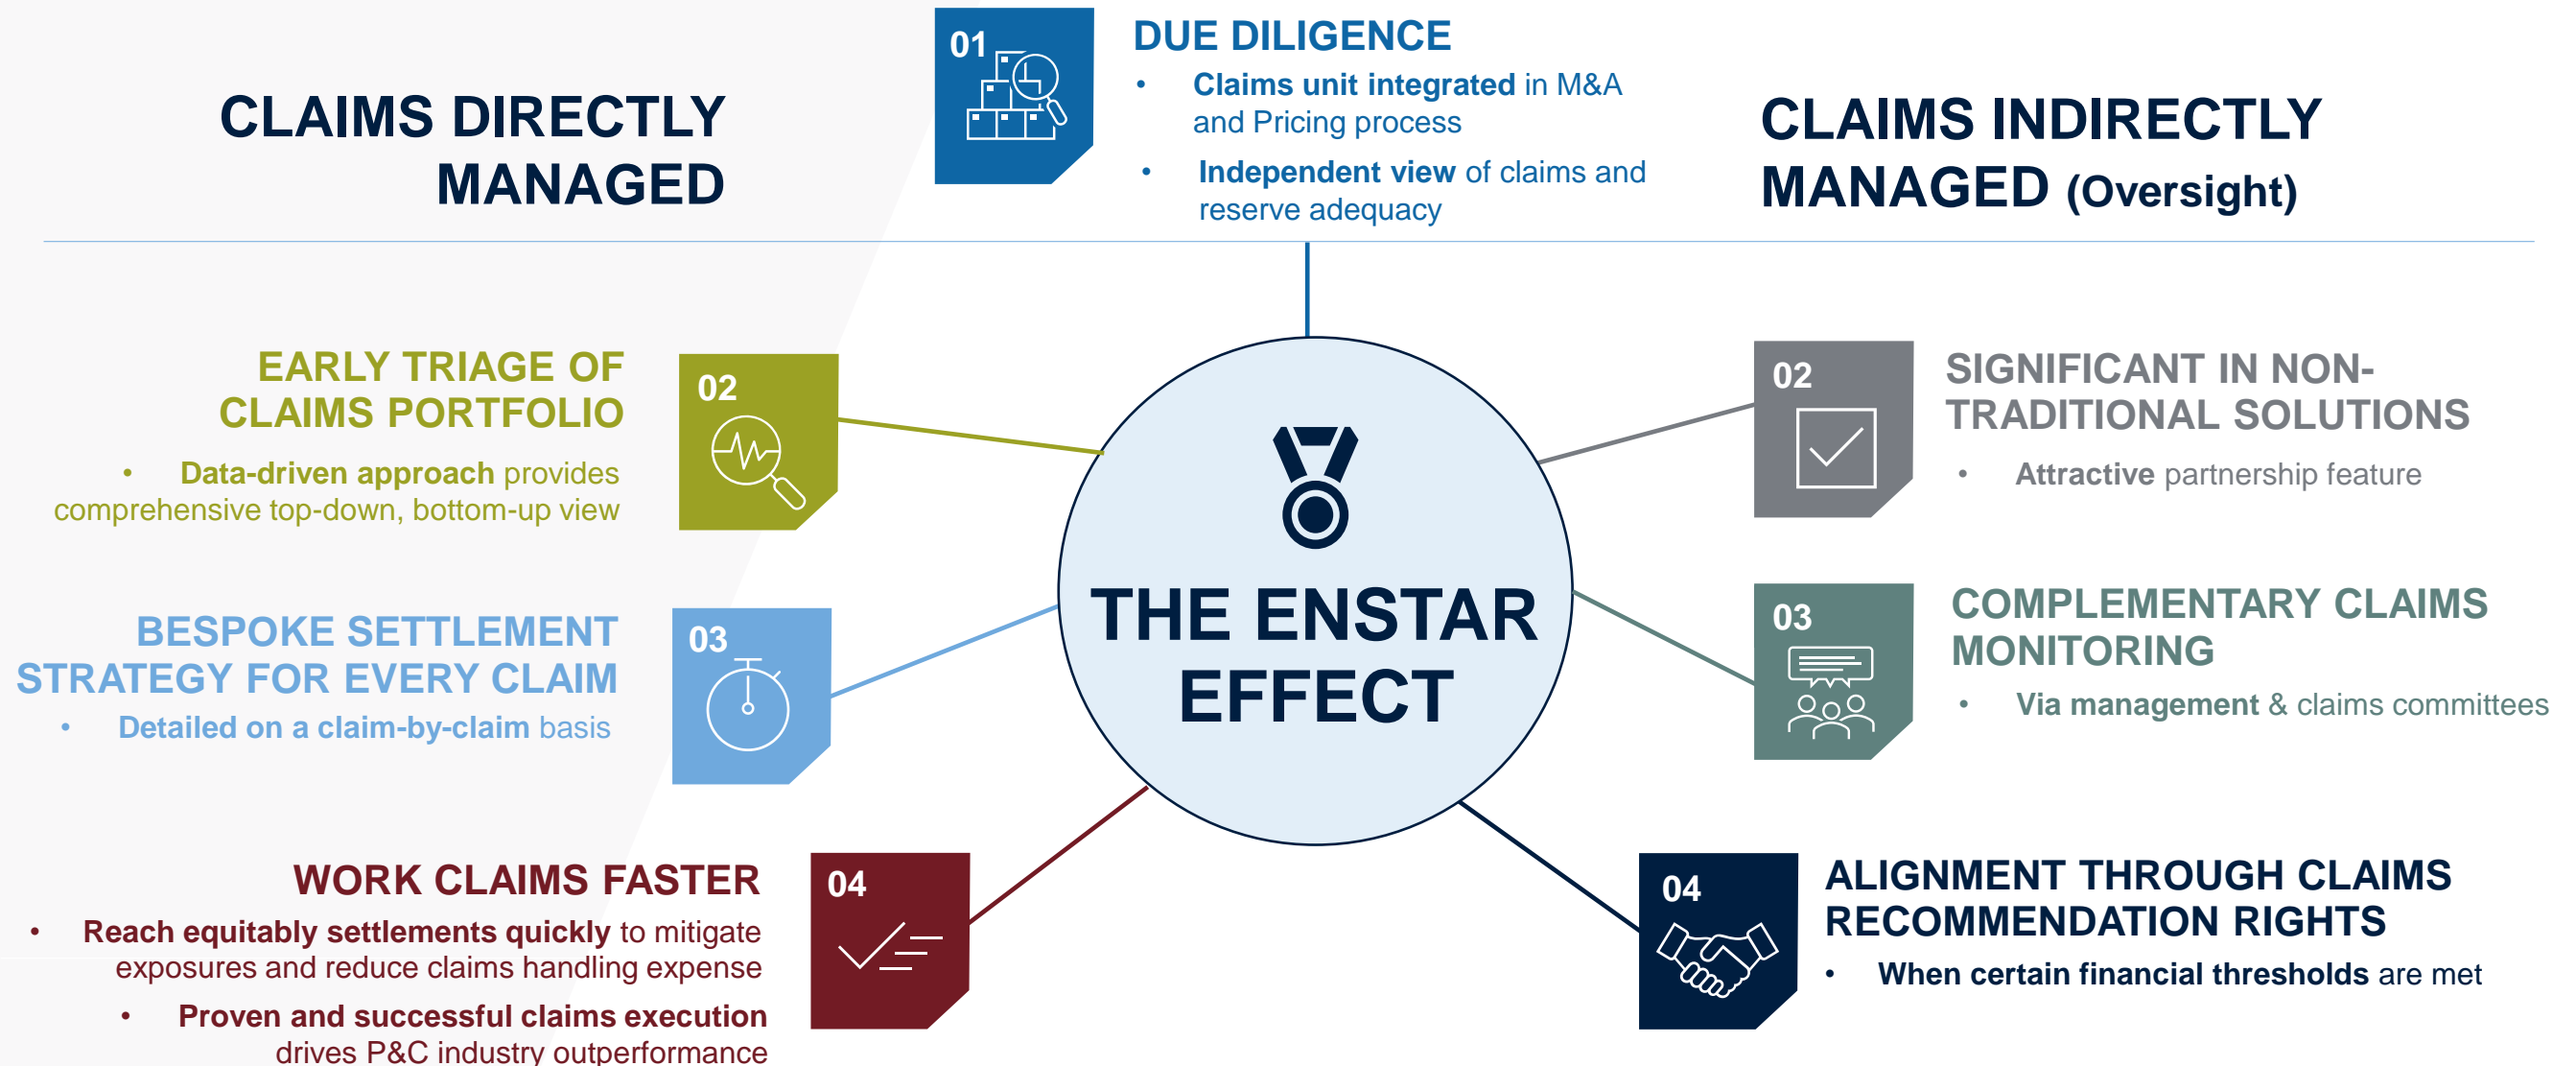 CLAIMS DIRECTLY
MANAGED
01
DUE DILIGENCE
• Claims unit integrated in M&A
and Pricing process
• Independent view of claims and
reserve adequacy
CLAIMS INDIRECTLY
MANAGED (Oversight)
EARLY TRIAGE OF
CLAIMS PORTFOLIO
• Data-driven approach provides
comprehensive top-down, bottom-up view
02
BESPOKE SETTLEMENT
STRATEGY FOR EVERY CLAIM
• Detailed on a claim-by-claim basis
03
WORK CLAIMS FASTER
• Reach equitably settlements quickly to mitigate
exposures and reduce claims handling expense
• Proven and successful claims execution
drives P&C industry outperformance
04
THE ENSTAR
EFFECT
02
SIGNIFICANT IN NON-
TRADITIONAL SOLUTIONS
• Attractive partnership feature
03
COMPLEMENTARY CLAIMS
MONITORING
• Via management & claims committees
04
ALIGNMENT THROUGH CLAIMS
RECOMMENDATION RIGHTS
• When certain financial thresholds are met